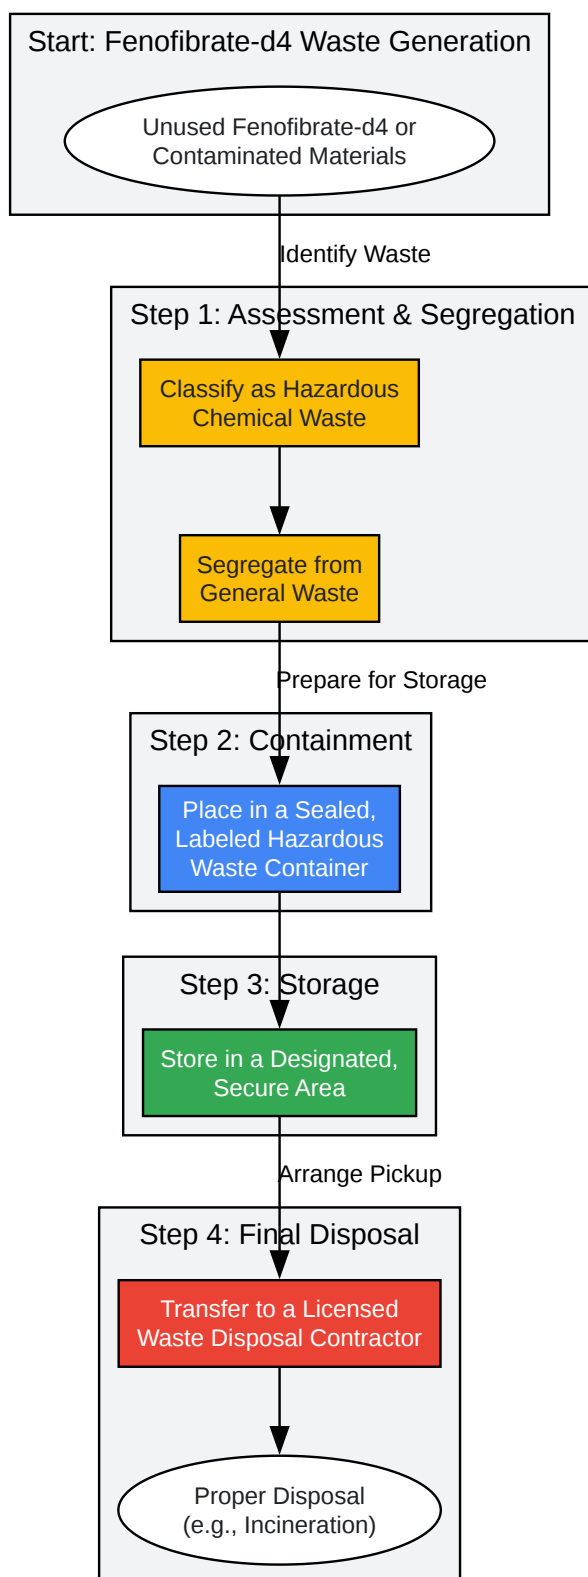 Start: Fenofibrate-d4 Waste Generation
Unused Fenofibrate-d4 or
Contaminated Materials
Identify Waste
Step 1: Assessment & Segregation
Classify as Hazardous
Chemical Waste
Segregate from
General Waste
Prepare for Storage
Step 2: Containment
Place in a Sealed,
Labeled Hazardous
Waste Container
Step 3: Storage
Store in a Designated,
Secure Area
Arrange Pickup
Step 4: Final Disposal
Transfer to a Licensed
Waste Disposal Contractor
Proper Disposal
(e.g., Incineration)